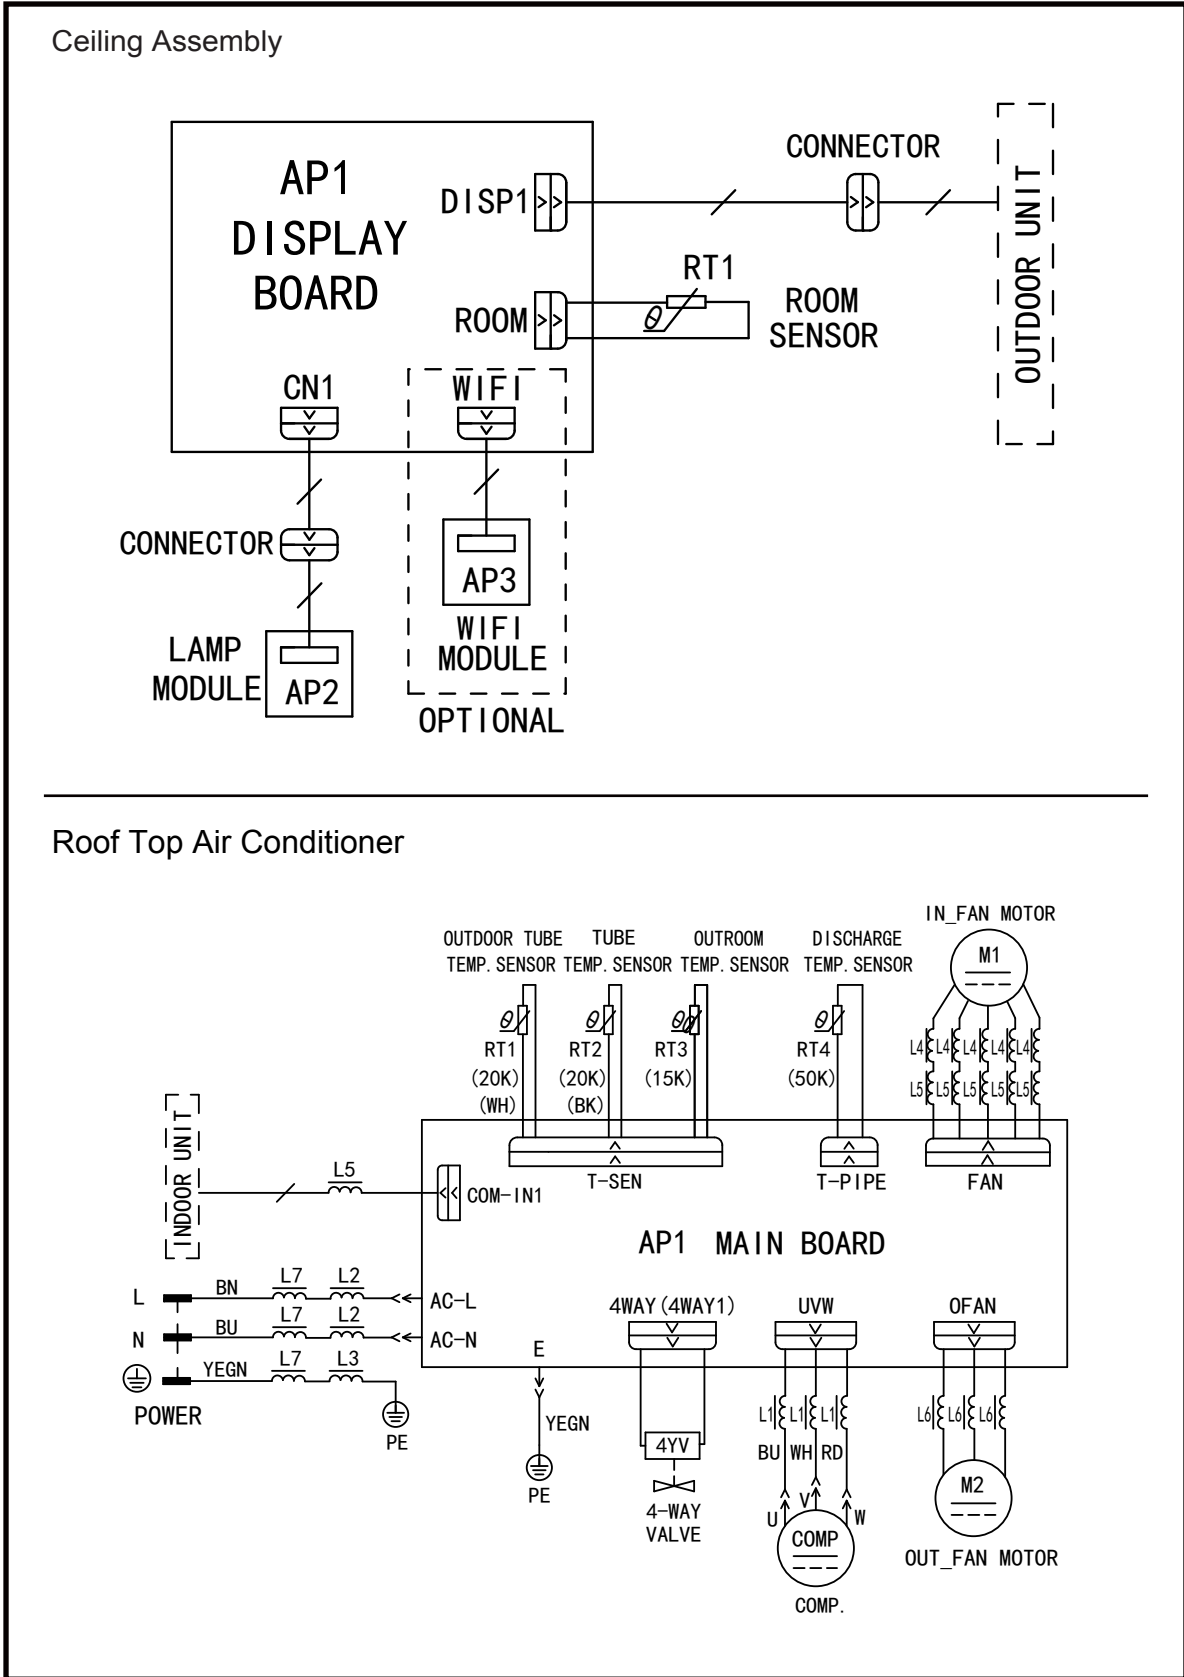 Ceiling Assembly
AP1
DISPLAY
BOARD
DISP1
CONNECTOR
OUTDOOR UNIT
RT1
θ
ROOM
ROOM
SENSOR
CN1
WIFI
CONNECTOR
AP3
WIFI
MODULE
LAMP
MODULE
AP2
OPTIONAL
Roof Top Air Conditioner
IN_FAN MOTOR
M1
OUTDOOR TUBE
TEMP. SENSOR
TUBE
TEMP. SENSOR
OUTROOM
TEMP. SENSOR
DISCHARGE
TEMP. SENSOR
θ θ θ θ
RT1
(20K)
(WH)
RT2
(20K)
(BK)
RT3
(15K)
RT4
(50K)
L4 L4 L4 L4 L4
L5 L5 L5 L5 L5
INDOOR UNIT
L5
COM-IN1
T-SEN
T-PIPE
FAN
AP1 MAIN BOARD
L BN L7 L2 AC-L
N BU L7 L2 AC-N
YEGN L7 L3
POWER
PE
E
YEGN
PE
4WAY(4WAY1)
4YV
4-WAY
VALVE
UVW
L1 L1 L1
BU WH RD
U V W
COMP
COMP.
OFAN
L6 L6 L6
M2
OUT_FAN MOTOR